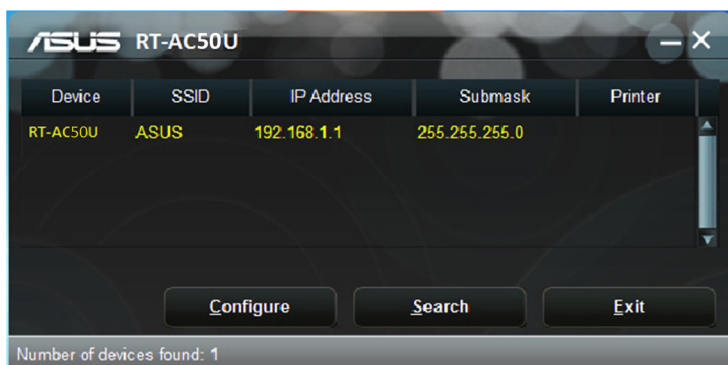 ASUS RT-AC50U
Device SSID IP Address Submask Printer
RT-AC50U ASUS 192.168.1.1 255.255.255.0
Configure Search Exit
Number of devices found: 1